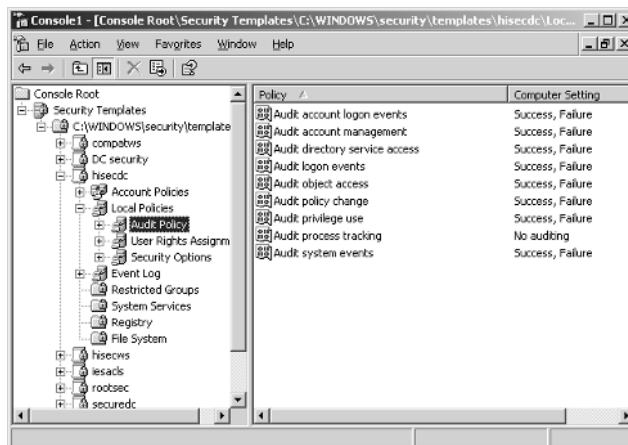 Console1 - [Console Root\Security Templates\C:\WINDOWS\security\templates\hisecdc\Loc...
File Action View Favorites Window Help
Console Root
Security Templates
C:\WINDOWS\security\template
compatws
DC security
hisecdc
Account Policies
Local Policies
Audit Policy
User Rights Assignm
Security Options
Event Log
Restricted Groups
System Services
Registry
File System
hisecws
iesacls
rootsec
securedc
Policy Computer Setting
Audit account logon events Success, Failure
Audit account management Success, Failure
Audit directory service access Success, Failure
Audit logon events Success, Failure
Audit object access Success, Failure
Audit policy change Success, Failure
Audit privilege use Success, Failure
Audit process tracking No auditing
Audit system events Success, Failure